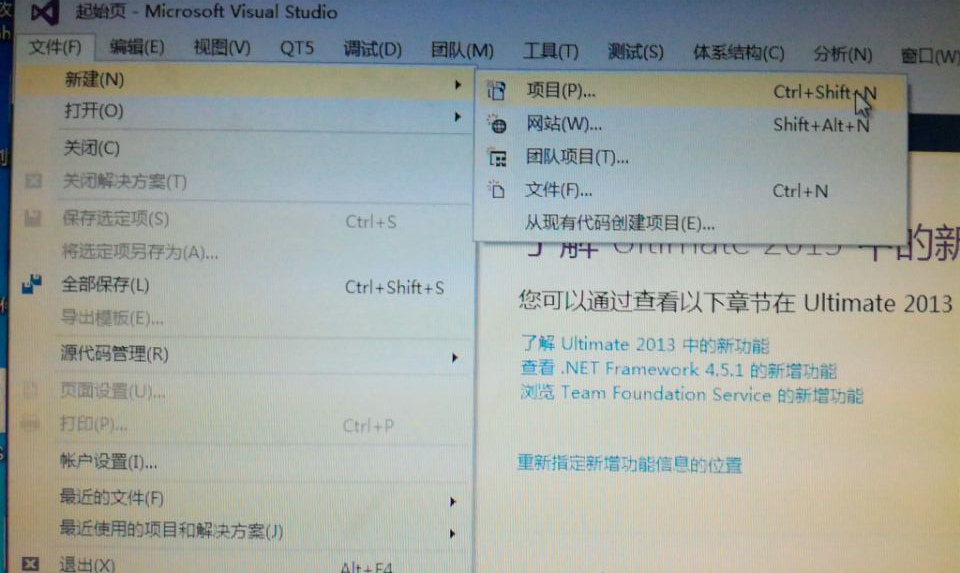 起始页 - Microsoft Visual Studio
文件(F) 编辑(E) 视图(V) QT5 调试(D) 团队(M) 工具(T) 测试(S) 体系结构(C) 分析(N) 窗口(W)
新建(N)
打开(O)
关闭(C)
关闭解决方案(T)
保存选定项(S) Ctrl+S
将选定项另存为(A)...
全部保存(L) Ctrl+Shift+S
导出模板(E)...
源代码管理(R)
页面设置(U)...
打印(P)... Ctrl+P
帐户设置(I)...
最近的文件(F)
最近使用的项目和解决方案(J)
退出(X) Alt+F4
项目(P)... Ctrl+Shift+N
网站(W)... Shift+Alt+N
团队项目(T)...
文件(F)... Ctrl+N
从现有代码创建项目(E)...
了解 Ultimate 2013 中的新
您可以通过查看以下章节在 Ultimate 2013
了解 Ultimate 2013 中的新功能
查看 .NET Framework 4.5.1 的新增功能
浏览 Team Foundation Service 的新增功能
重新指定新增功能信息的位置